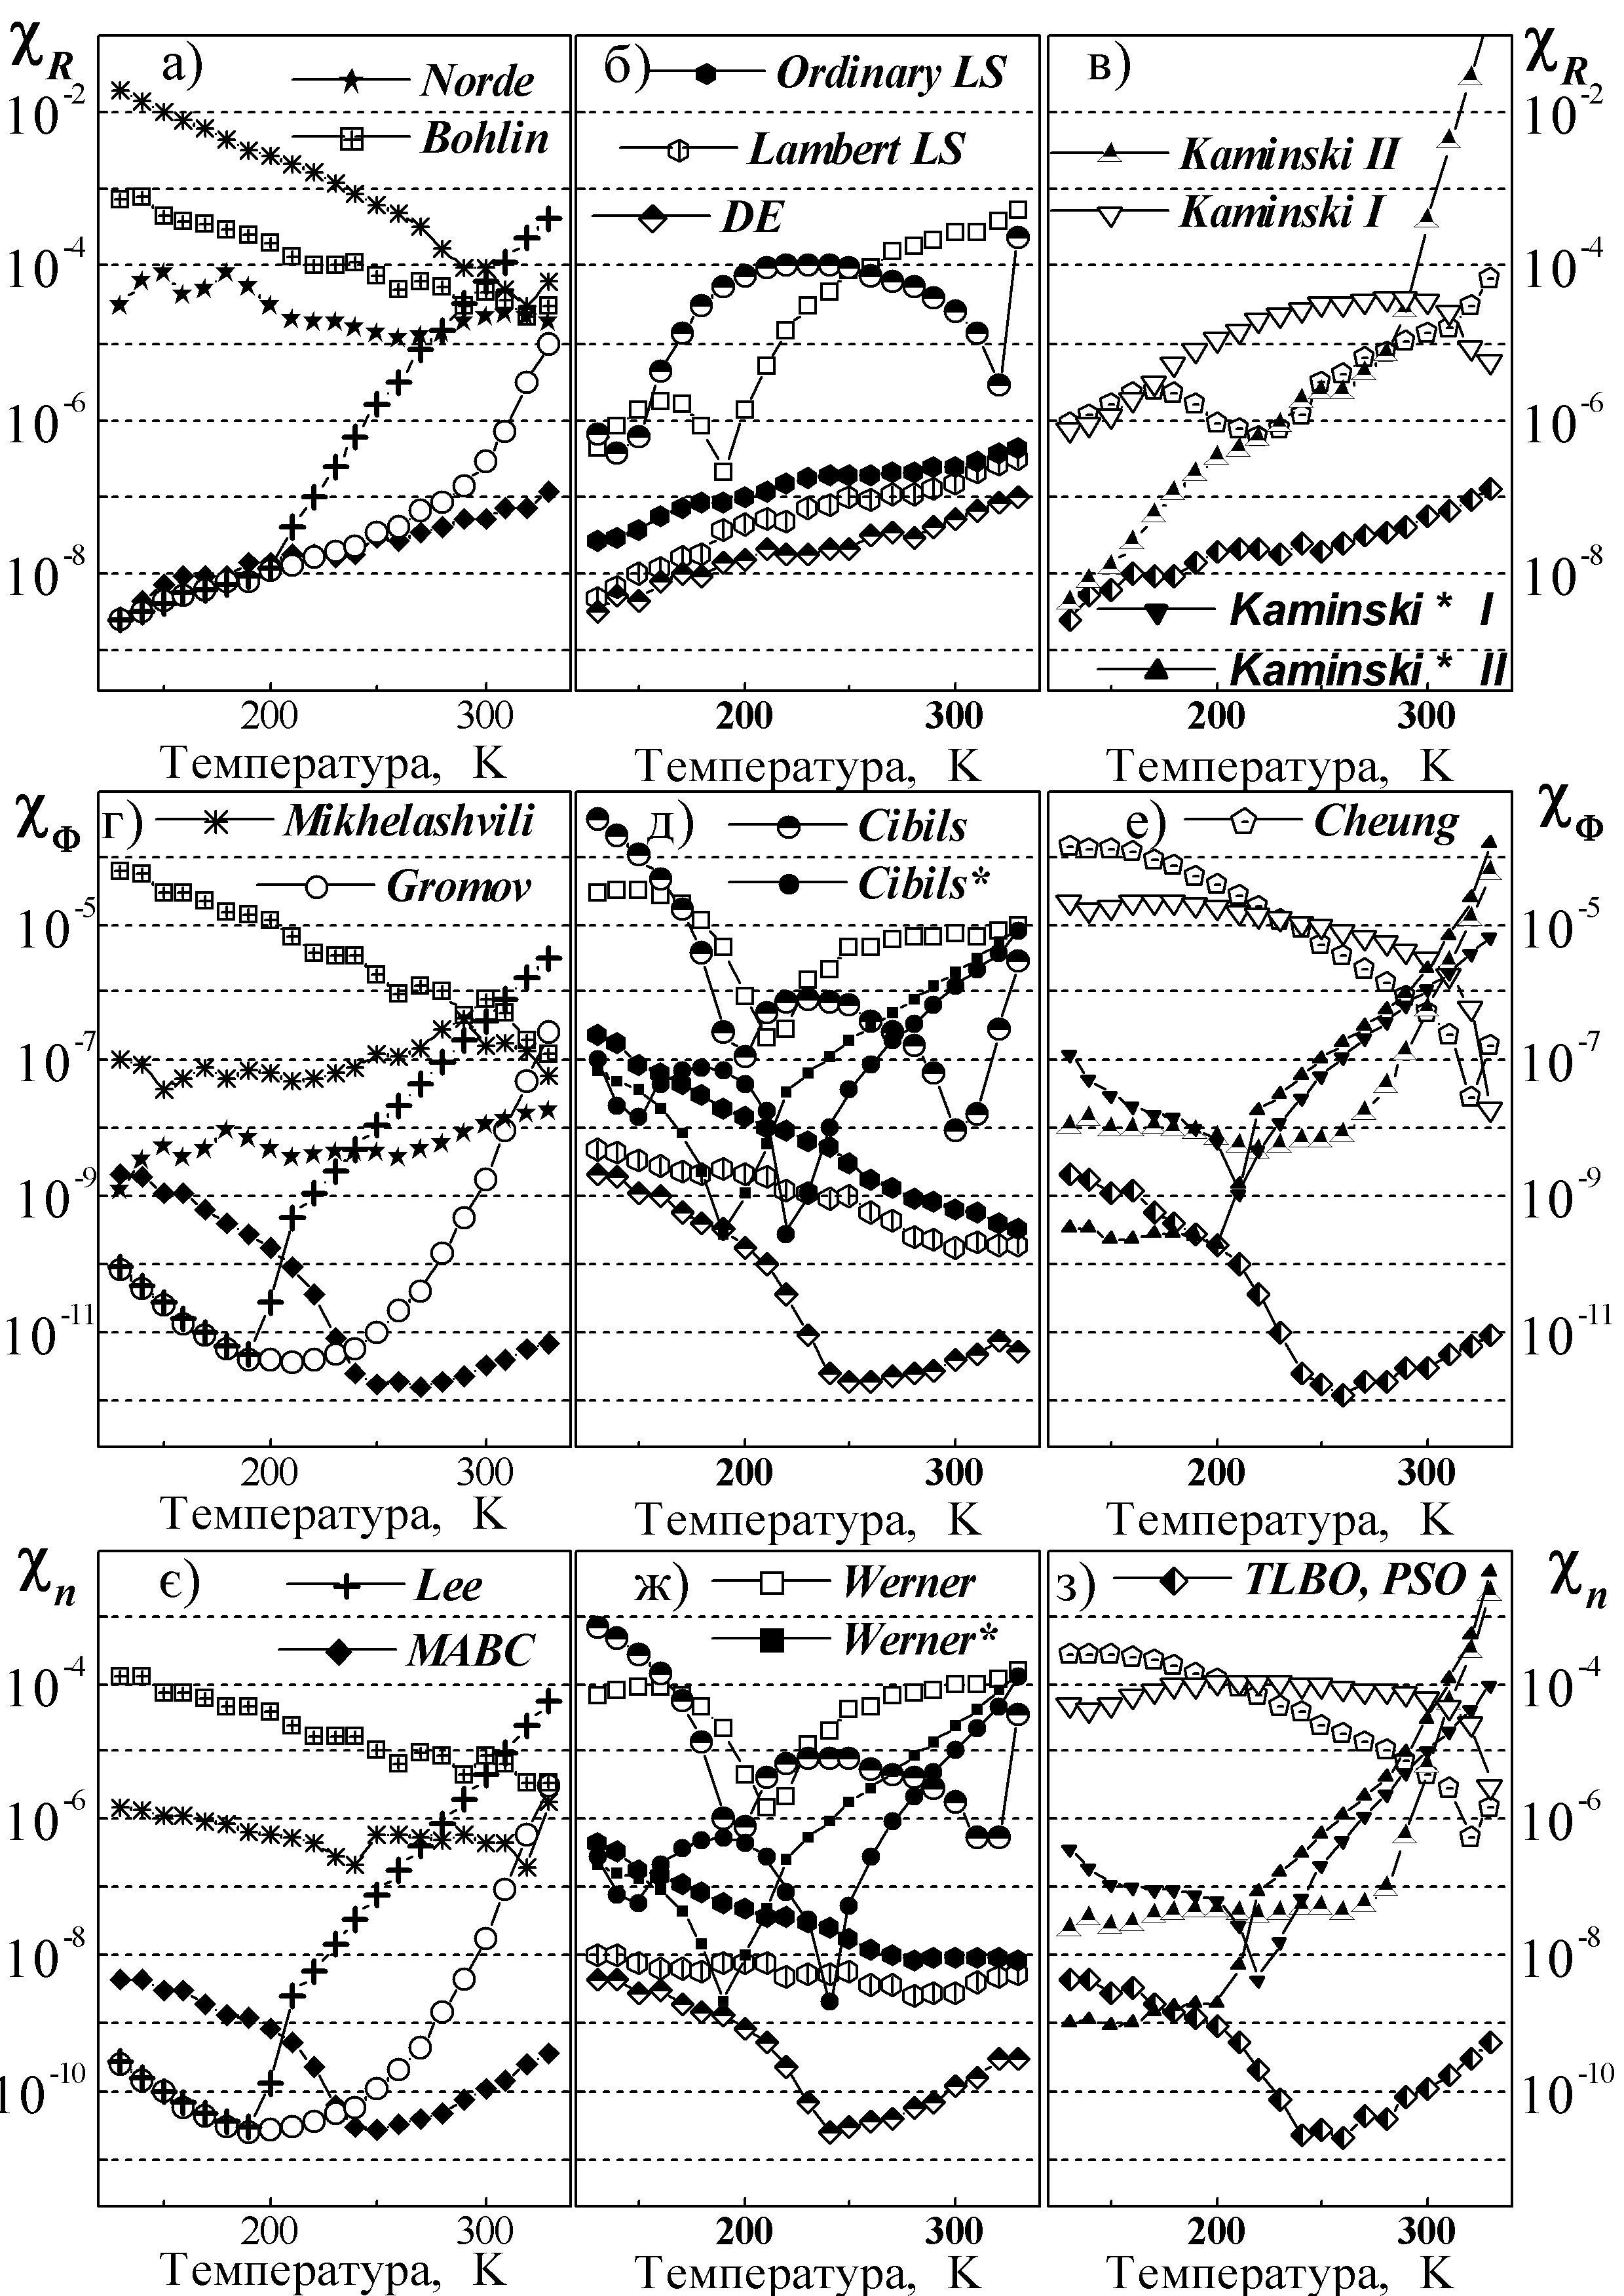 χR а) Norde б) Ordinary LS в) χR
10-2 Bohlin Lambert LS Kaminski II 10-2
DE Kaminski I
10-4 10-4
10-6 10-6
10-8 10-8
Kaminski * I
Kaminski * II
200 300 200 300 200 300
Температура, К Температура, К Температура, К
χФ г) Mikhelashvili д) Cibils е) Cheung χФ
Gromov Cibils*
10-5 10-5
10-7 10-7
10-9 10-9
10-11 10-11
200 300 200 300 200 300
Температура, К Температура, К Температура, К
χn є) Lee ж) Werner з) TLBO, PSO χn
MABC Werner*
10-4 10-4
10-6 10-6
10-8 10-8
10-10 10-10
200 300 200 300 200 300
Температура, К Температура, К Температура, К